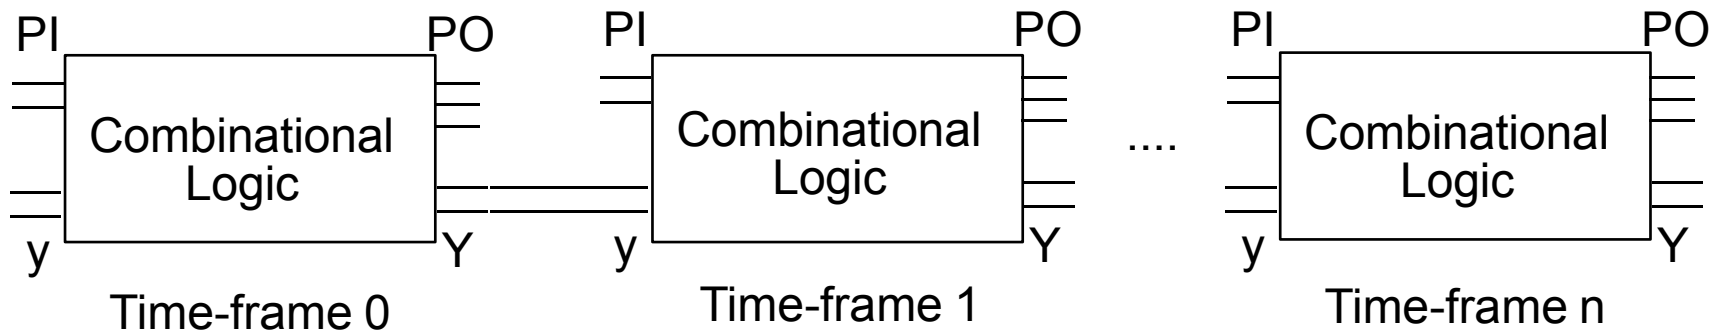 PI PO PI PO PI PO
Combinational Logic
Combinational Logic
....
Combinational Logic
y Y y Y y Y
Time-frame 0 Time-frame 1 Time-frame n